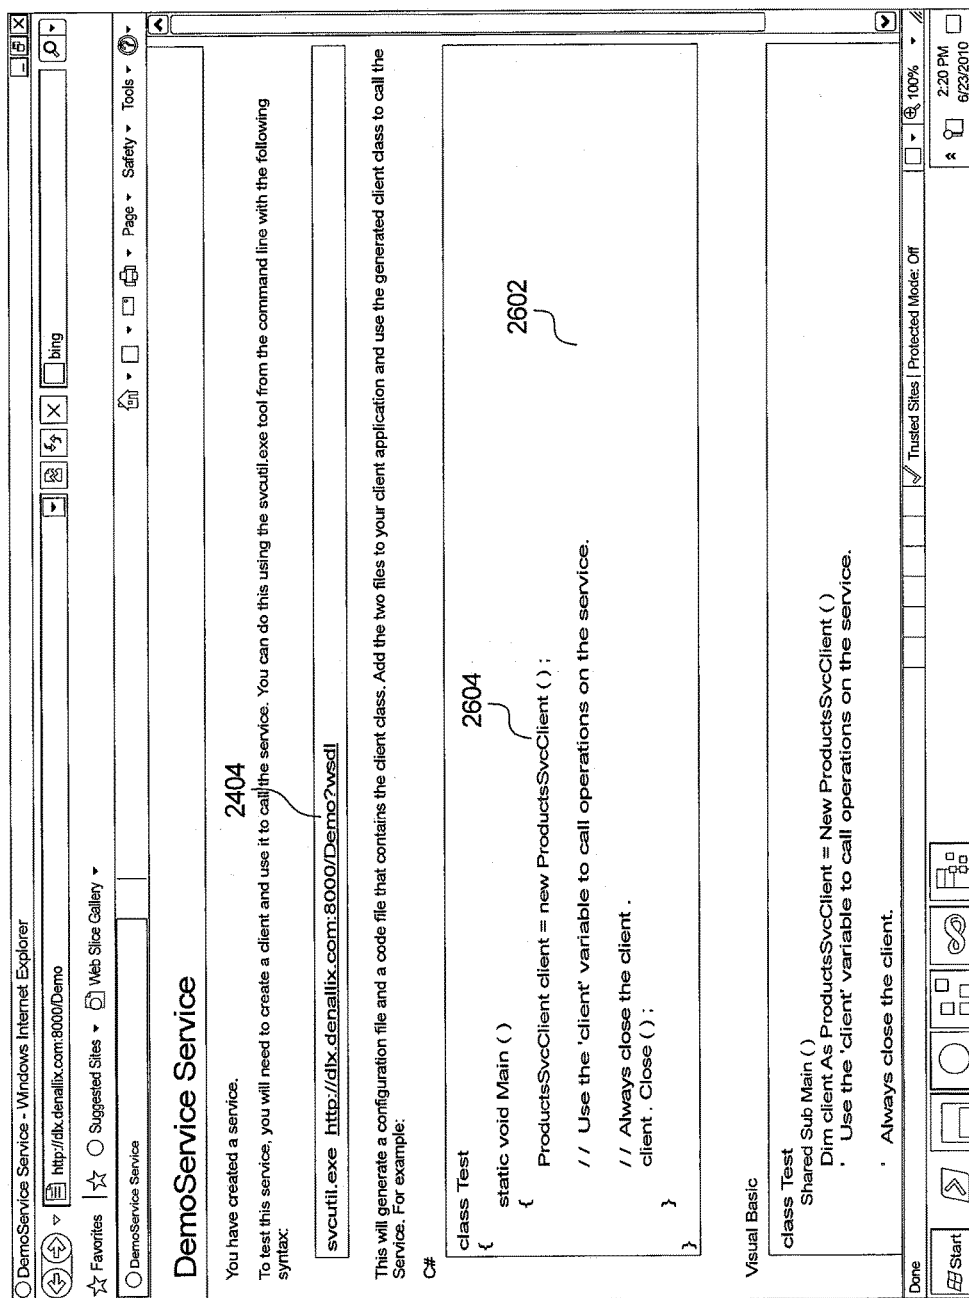 DemoService Service - Windows Internet Explorer
http://dlx.denallix.com:8000/Demo
bing
Favorites
Suggested Sites
Web Slice Gallery
DemoService Service
Page
Safety
Tools
DemoService Service
You have created a service.
2404
To test this service, you will need to create a client and use it to call the service. You can do this using the svcutil.exe tool from the command line with the following
syntax:
svcutil.exe http://dlx.denallix.com:8000/Demo?wsdl
This will generate a configuration file and a code file that contains the client class. Add the two files to your client application and use the generated client class to call the
Service. For example:
C#
2604
2602
class Test
{
static void Main ( )
{
ProductsSvcClient client = new ProductsSvcClient ( ) ;
// Use the 'client' variable to call operations on the service.
// Always close the client .
client . Close ( ) ;
}
}
Visual Basic
class Test
Shared Sub Main ( )
Dim client As ProductsSvcClient = New ProductsSvcClient ( )
' Use the 'client' variable to call operations on the service.
' Always close the client.
Done
Trusted Sites | Protected Mode: Off
100%
Start
2:20 PM
6/23/2010